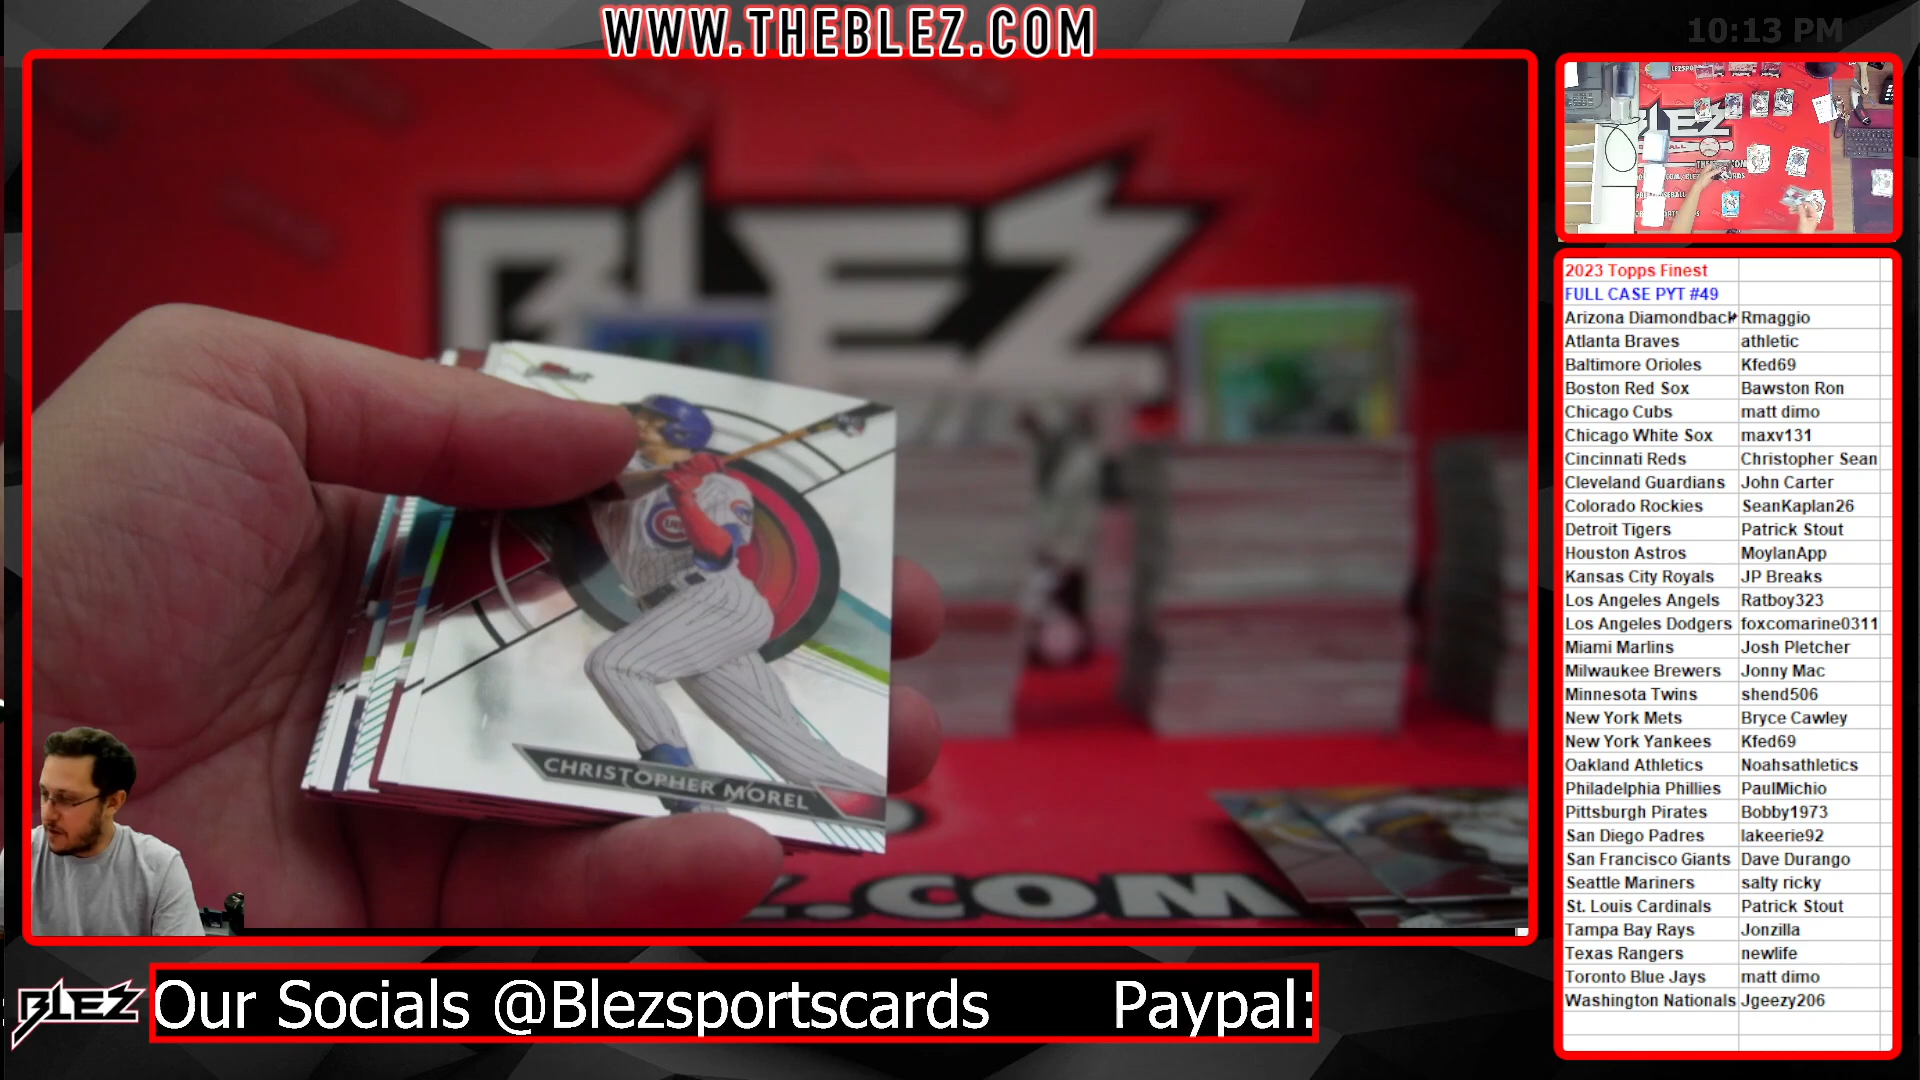 WWW.THEBLEZ.COM
10:13 PM
BLEZ
CHRISTOPHER MOREL
Z.COM
2023 Topps Finest
FULL CASE PYT #49
Arizona Diamondback Rmaggio
Atlanta Braves athletic
Baltimore Orioles Kfed69
Boston Red Sox Bawston Ron
Chicago Cubs matt dimo
Chicago White Sox maxv131
Cincinnati Reds Christopher Sean
Cleveland Guardians John Carter
Colorado Rockies SeanKaplan26
Detroit Tigers Patrick Stout
Houston Astros MoylanApp
Kansas City Royals JP Breaks
Los Angeles Angels Ratboy323
Los Angeles Dodgers foxcomarine0311
Miami Marlins Josh Pletcher
Milwaukee Brewers Jonny Mac
Minnesota Twins shend506
New York Mets Bryce Cawley
New York Yankees Kfed69
Oakland Athletics Noahsathletics
Philadelphia Phillies PaulMichio
Pittsburgh Pirates Bobby1973
San Diego Padres lakeerie92
San Francisco Giants Dave Durango
Seattle Mariners salty ricky
St. Louis Cardinals Patrick Stout
Tampa Bay Rays Jonzilla
Texas Rangers newlife
Toronto Blue Jays matt dimo
Washington Nationals Jgeezy206
BLEZ
Our Socials @Blezsportscards Paypal: